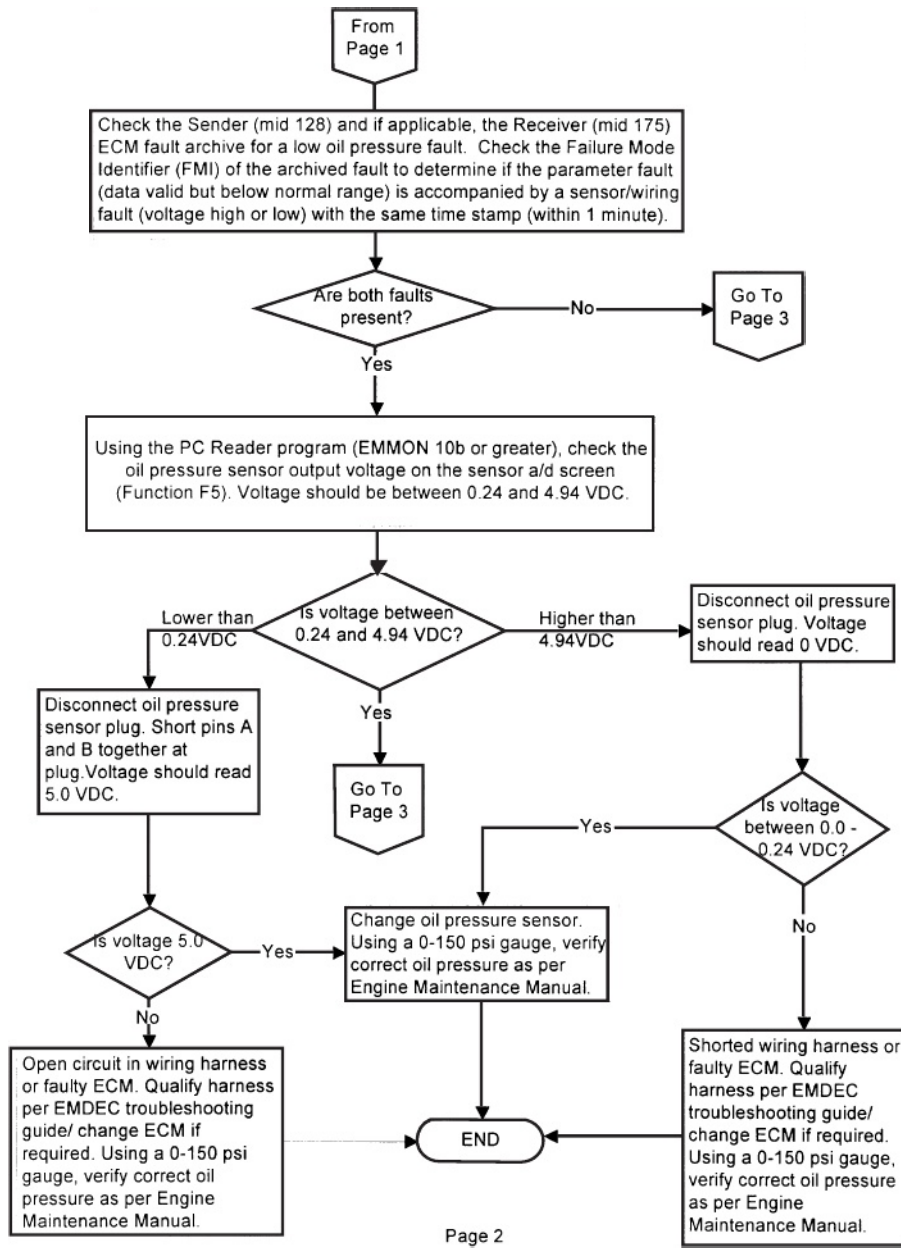 From
Page 1
Check the Sender (mid 128) and if applicable, the Receiver (mid 175)
ECM fault archive for a low oil pressure fault. Check the Failure Mode
Identifier (FMI) of the archived fault to determine if the parameter fault
(data valid but below normal range) is accompanied by a sensor/wiring
fault (voltage high or low) with the same time stamp (within 1 minute).
Are both faults
present?
No
Go To
Page 3
Yes
Using the PC Reader program (EMMON 10b or greater), check the
oil pressure sensor output voltage on the sensor a/d screen
(Function F5). Voltage should be between 0.24 and 4.94 VDC.
Is voltage between
0.24 and 4.94 VDC?
Lower than
0.24VDC
Higher than
4.94VDC
Disconnect oil pressure
sensor plug. Voltage
should read 0 VDC.
Yes
Disconnect oil pressure
sensor plug. Short pins A
and B together at
plug.Voltage should read
5.0 VDC.
Go To
Page 3
Is voltage
between 0.0 -
0.24 VDC?
Yes
No
Is voltage 5.0
VDC?
Yes
No
Change oil pressure sensor.
Using a 0-150 psi gauge, verify
correct oil pressure as per
Engine Maintenance Manual.
Open circuit in wiring harness
or faulty ECM. Qualify harness
per EMDEC troubleshooting
guide/ change ECM if
required. Using a 0-150 psi
gauge, verify correct oil
pressure as per Engine
Maintenance Manual.
END
Shorted wiring harness or
faulty ECM. Qualify
harness per EMDEC
troubleshooting guide/
change ECM if required.
Using a 0-150 psi gauge,
verify correct oil pressure
as per Engine
Maintenance Manual.
Page 2